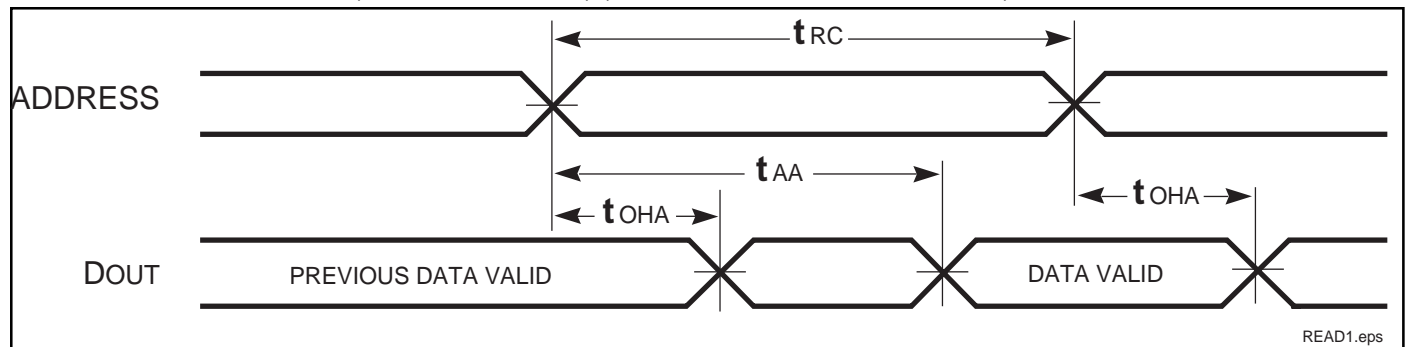 tRC
ADDRESS
tAA
tOHA
tOHA
DOUT
PREVIOUS DATA VALID
DATA VALID
READ1.eps